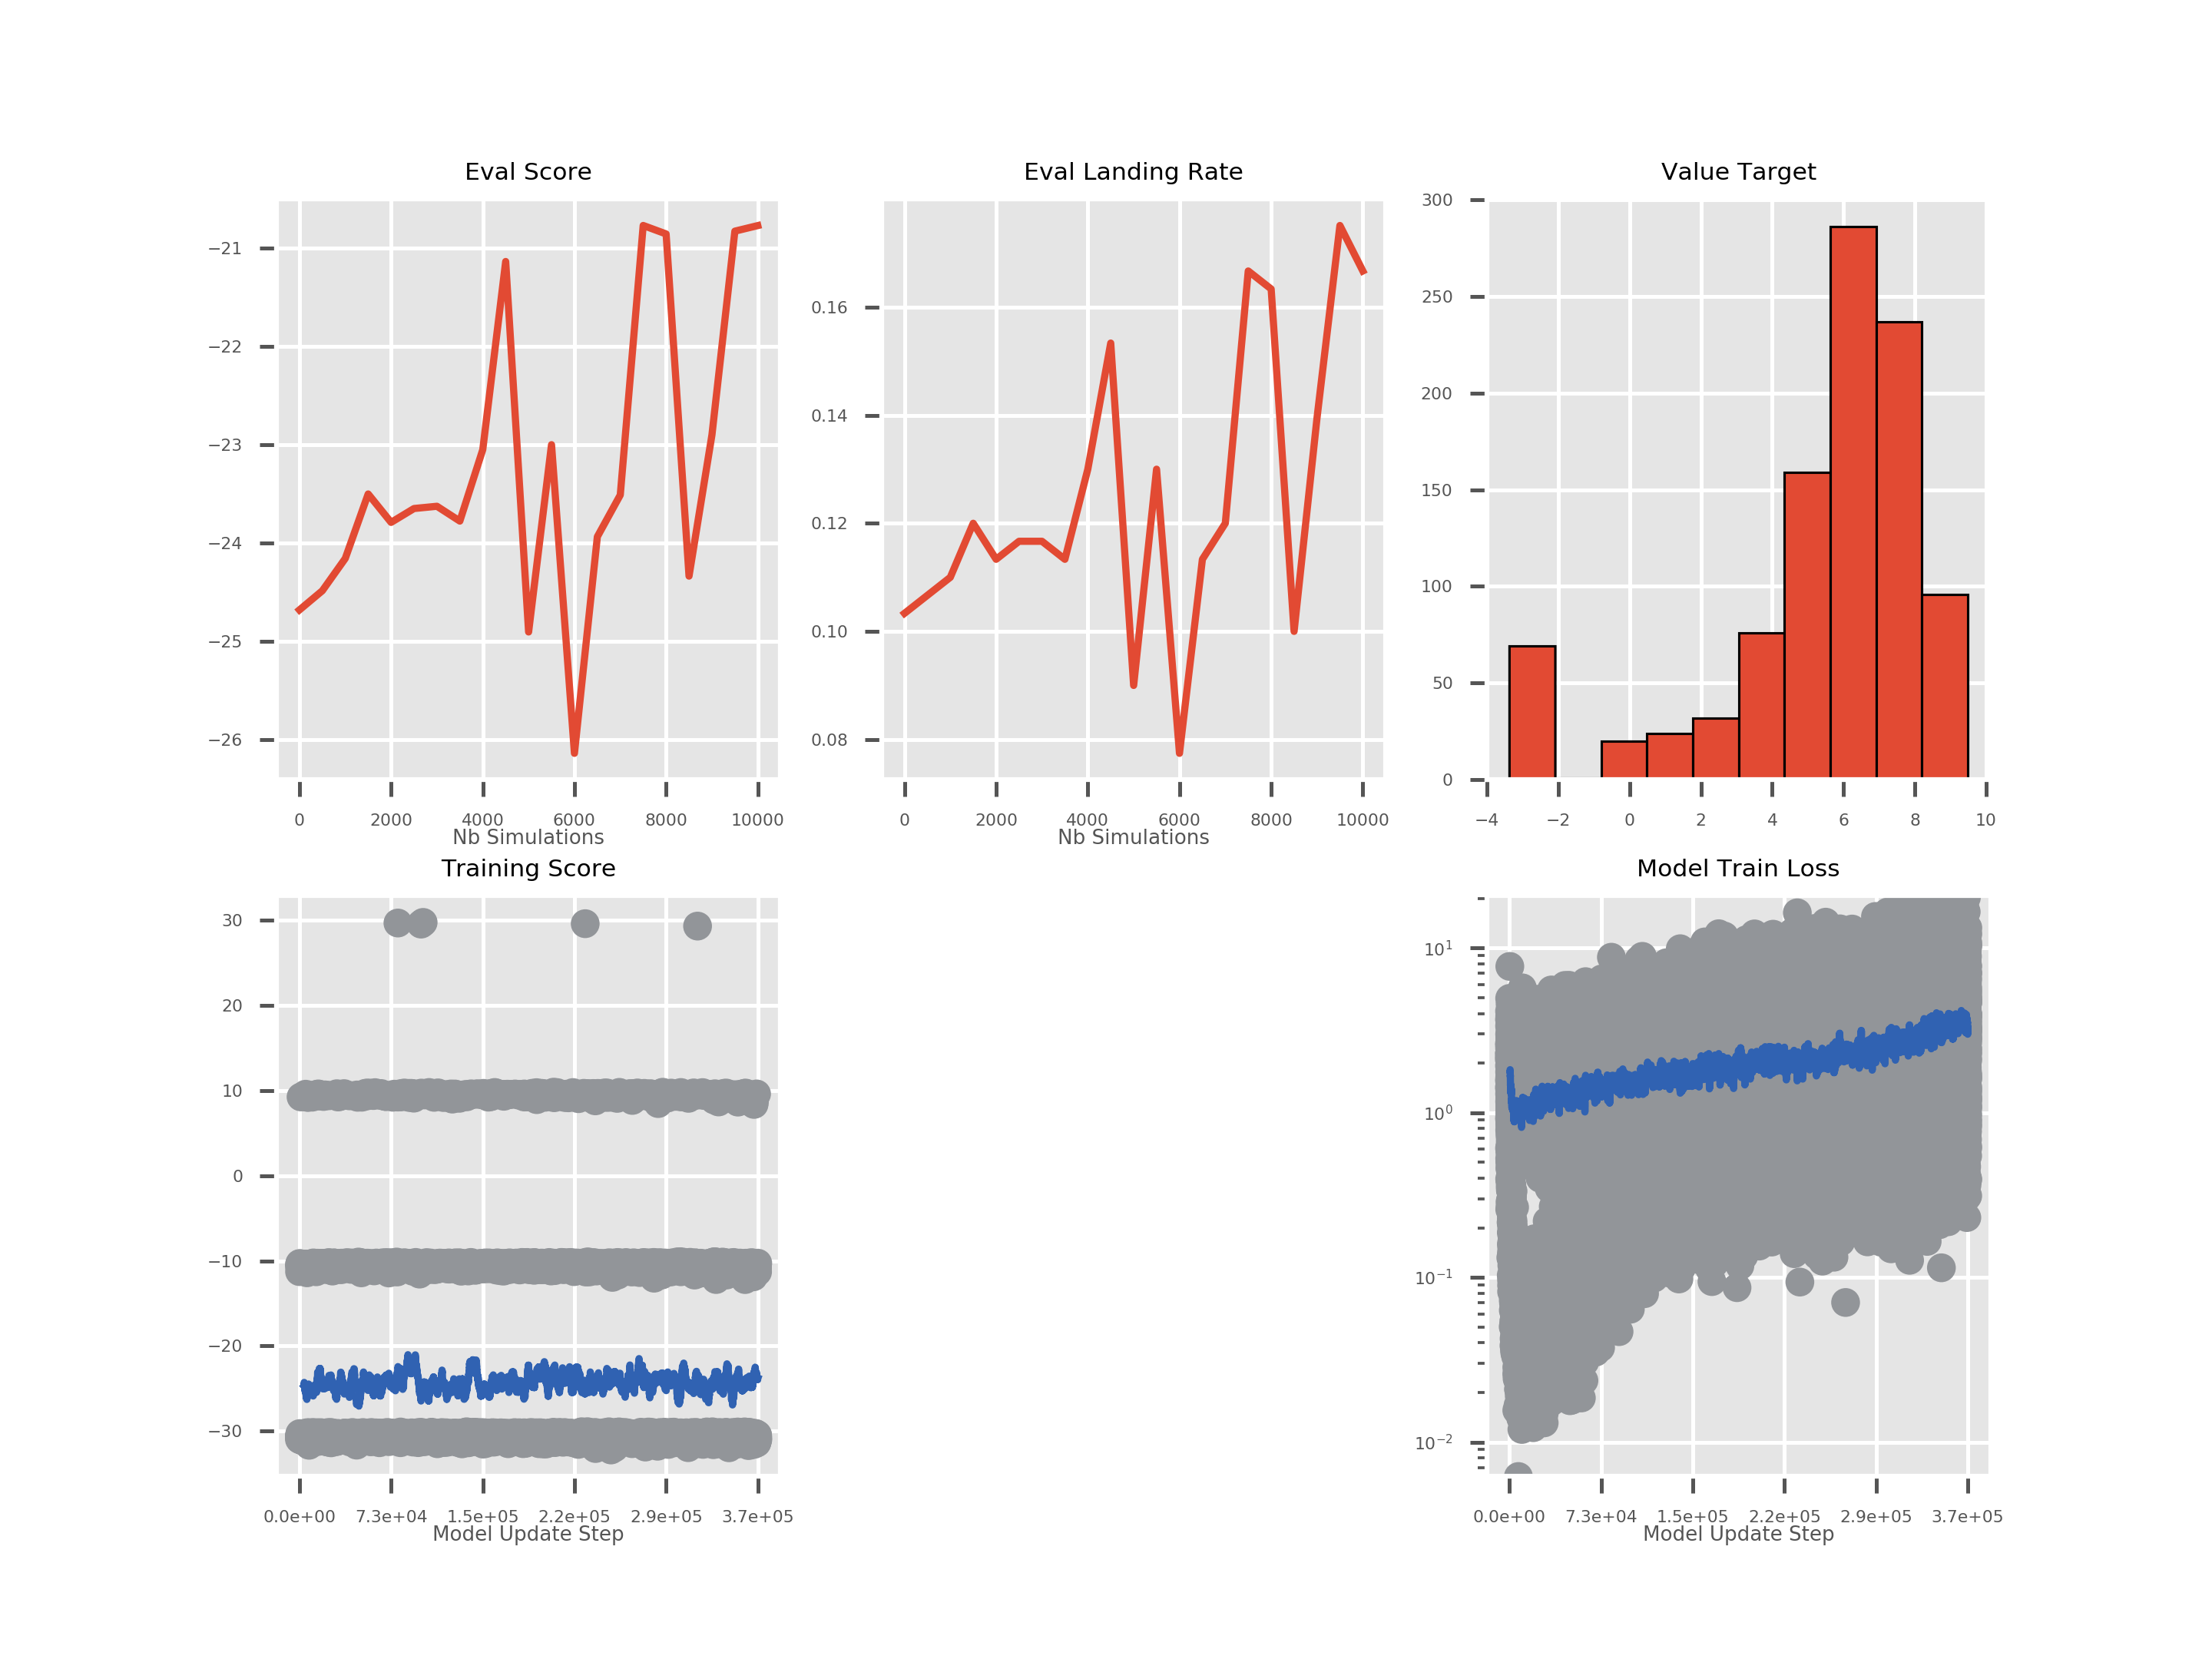 Eval Score
−21
−22
−23
−24
−25
−26
0 2000 4000 6000 8000 10000
Nb Simulations
Eval Landing Rate
0.16
0.14
0.12
0.10
0.08
0 2000 4000 6000 8000 10000
Nb Simulations
Value Target
300
250
200
150
100
50
0
−4 −2 0 2 4 6 8 10
Training Score
30
20
10
0
−10
−20
−30
0.0e+00 7.3e+04 1.5e+05 2.2e+05 2.9e+05 3.7e+05
Model Update Step
Model Train Loss
10¹
10⁰
10⁻¹
10⁻²
0.0e+00 7.3e+04 1.5e+05 2.2e+05 2.9e+05 3.7e+05
Model Update Step